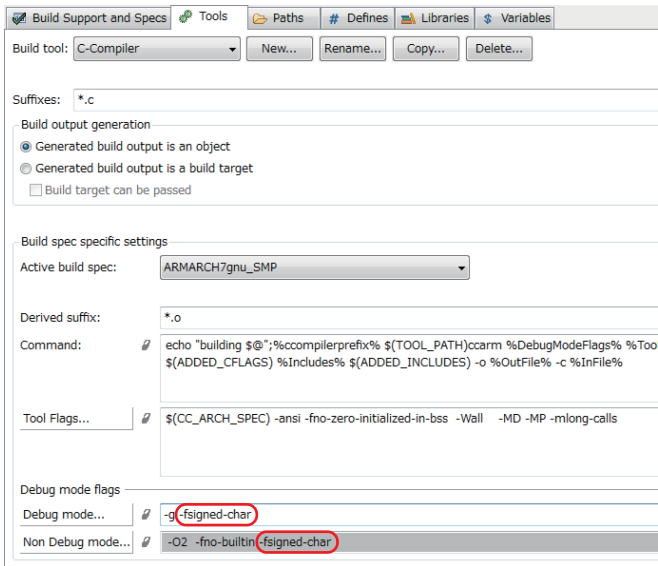 Build Support and Specs Tools Paths # Defines Libraries $ Variables
Build tool: C-Compiler New... Rename... Copy... Delete...
Suffixes: *.c
Build output generation
Generated build output is an object
Generated build output is a build target
Build target can be passed
Build spec specific settings
Active build spec: ARMARCH7gnu_SMP
Derived suffix: *.o
Command: echo "building $@";%ccompilerprefix% $(TOOL_PATH)ccarm %DebugModeFlags% %Too
$(ADDED_CFLAGS) %Includes% $(ADDED_INCLUDES) -o %OutFile% -c %InFile%
Tool Flags... $(CC_ARCH_SPEC) -ansi -fno-zero-initialized-in-bss -Wall -MD -MP -mlong-calls
Debug mode flags
Debug mode... -g -fsigned-char
Non Debug mode... -O2 -fno-builtin -fsigned-char